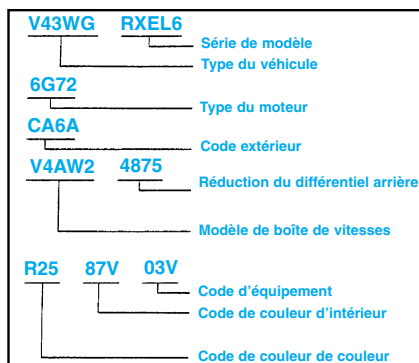 V43WG RXEL6
Série de modèle
Type du véhicule
6G72
Type du moteur
CA6A
Code extérieur
V4AW2 4875
Réduction du différentiel arrière
Modèle de boîte de vitesses
R25 87V 03V
Code d'équipement
Code de couleur d'intérieur
Code de couleur de couleur